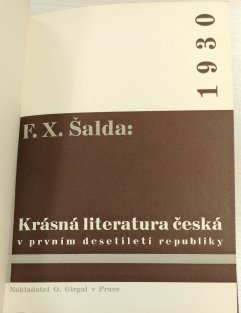 1930
F. X. Šalda:
Krásná literatura česká
v prvním desetiletí republiky
Nakladatel O. Girgal v Praze